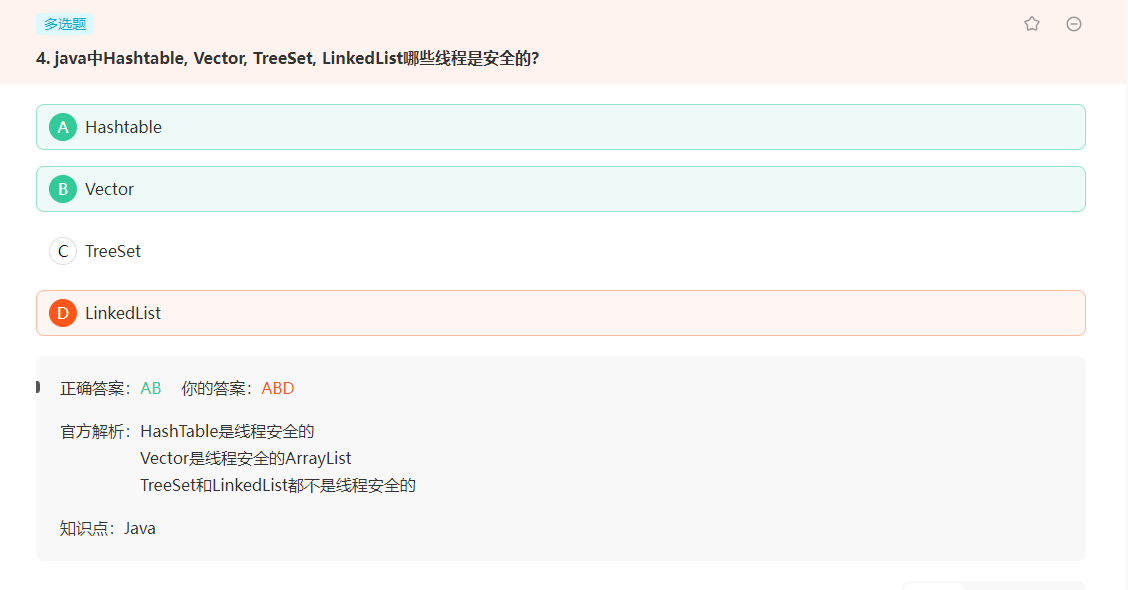 多选题
4. java中Hashtable, Vector, TreeSet, LinkedList哪些线程是安全的?
A Hashtable
B Vector
C TreeSet
D LinkedList
正确答案：AB 你的答案：ABD
官方解析：HashTable是线程安全的
Vector是线程安全的ArrayList
TreeSet和LinkedList都不是线程安全的
知识点：Java